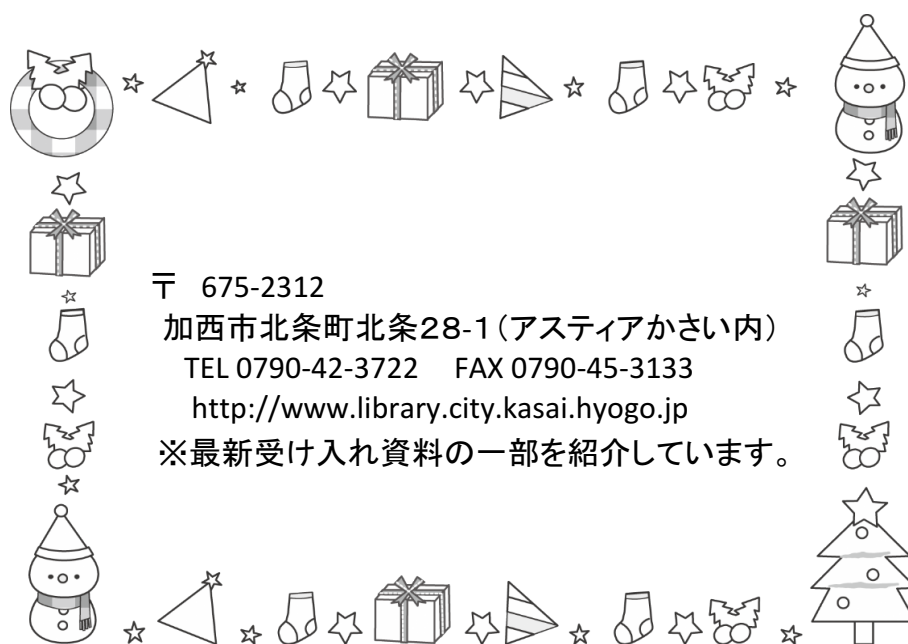 〒 675-2312
加西市北条町北条28-1（アスティアかさい内）
TEL 0790-42-3722 FAX 0790-45-3133
http://www.library.city.kasai.hyogo.jp
※最新受け入れ資料の一部を紹介しています。